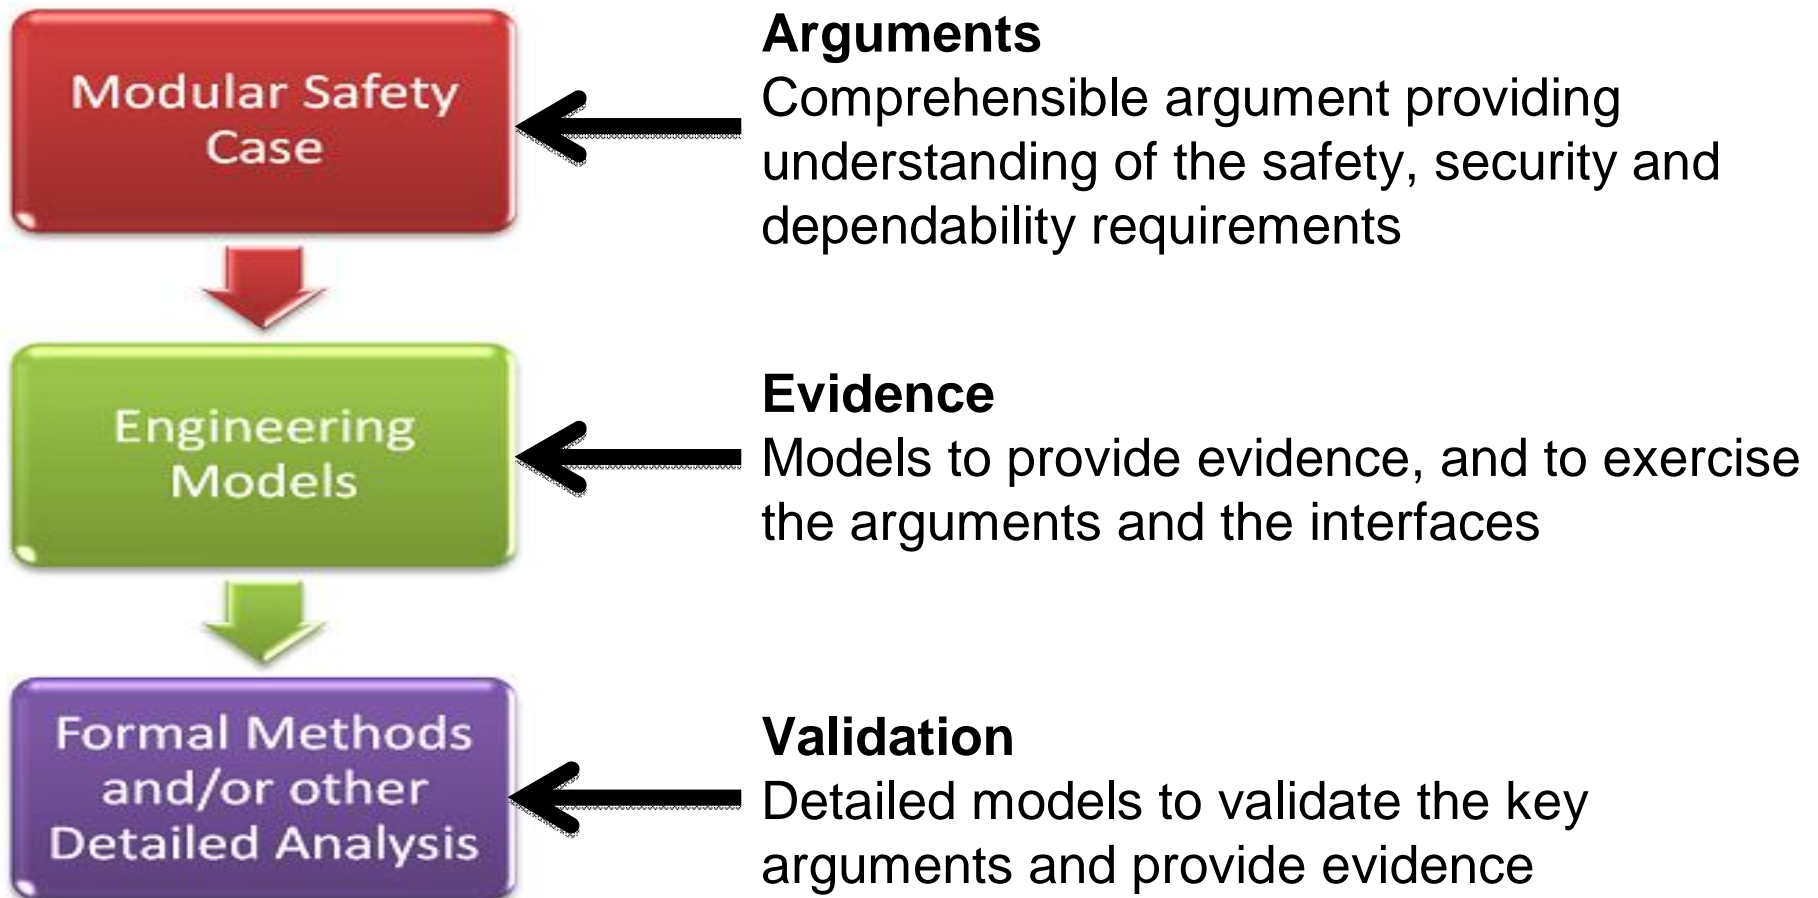 Modular Safety
Case
Arguments
Comprehensible argument providing
understanding of the safety, security and
dependability requirements
Engineering
Models
Evidence
Models to provide evidence, and to exercise
the arguments and the interfaces
Formal Methods
and/or other
Detailed Analysis
Validation
Detailed models to validate the key
arguments and provide evidence